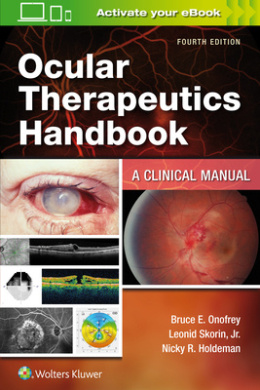 Activate your eBook
FOURTH EDITION
Ocular
Therapeutics
Handbook
A CLINICAL MANUAL
Bruce E. Onofrey
Leonid Skorin, Jr.
Nicky R. Holdeman
Wolters Kluwer